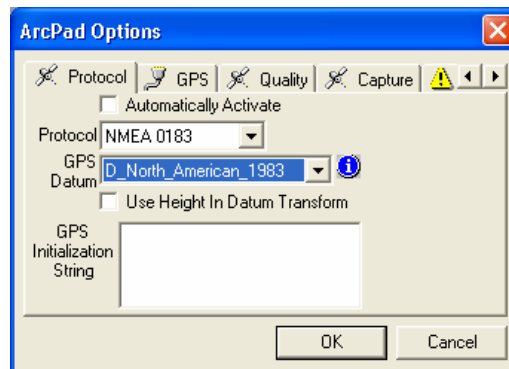 ArcPad Options
Protocol GPS Quality Capture
Automatically Activate
Protocol NMEA 0183
GPS Datum D_North_American_1983
Use Height In Datum Transform
GPS
Initialization
String
OK Cancel